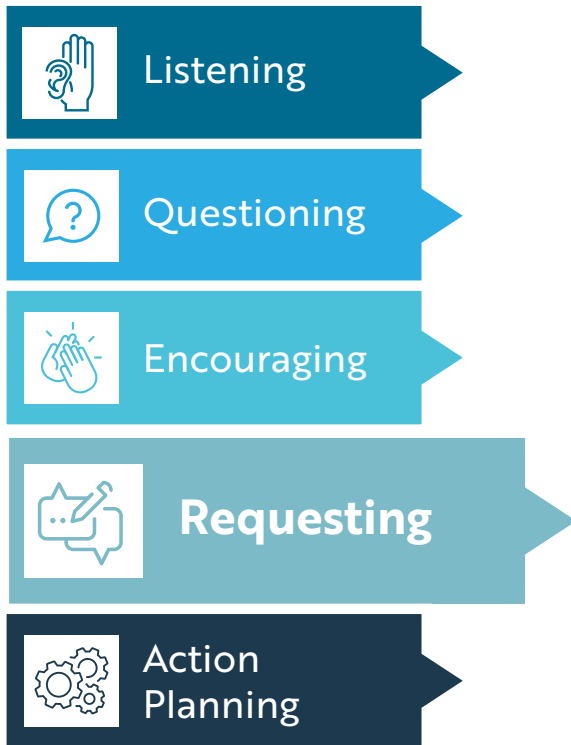 Listening
Questioning
Encouraging
Requesting
Action
Planning